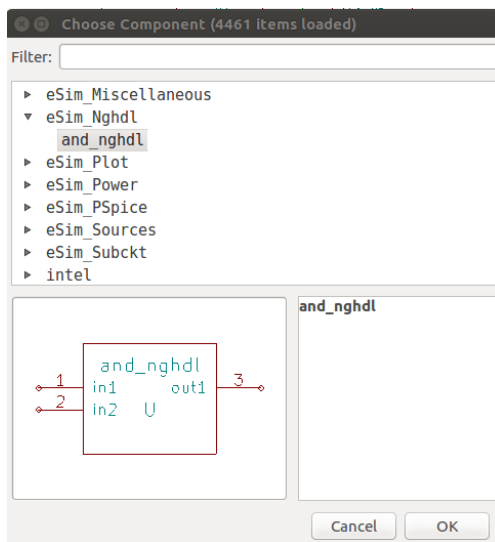 Choose Component (4461 items loaded)
Filter:
eSim_Miscellaneous
eSim_Nghdl
and_nghdl
eSim_Plot
eSim_Power
eSim_PSpice
eSim_Sources
eSim_Subckt
intel
and_nghdl
and_nghdl
1 in1 out1 3
2 in2 U
Cancel OK